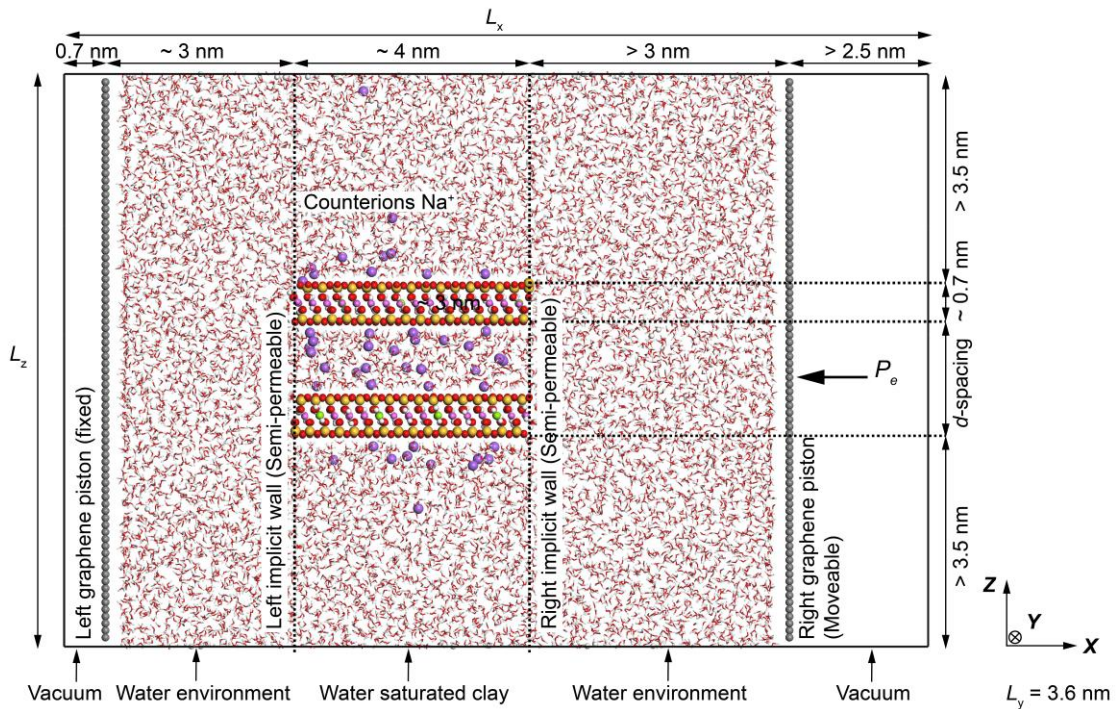 Lx
0.7 nm
~ 3 nm
~ 4 nm
> 3 nm
> 2.5 nm
Lz
Left graphene piston (fixed)
Left implicit wall (Semi-permeable)
Counterions Na⁺
~ 3 nm
Right implicit wall (Semi-permeable)
Right graphene piston
(Moveable)
Pe
> 3.5 nm
~ 0.7 nm
d-spacing
> 3.5 nm
Z
Y
X
Vacuum
Water environment
Water saturated clay
Water environment
Vacuum
Ly = 3.6 nm